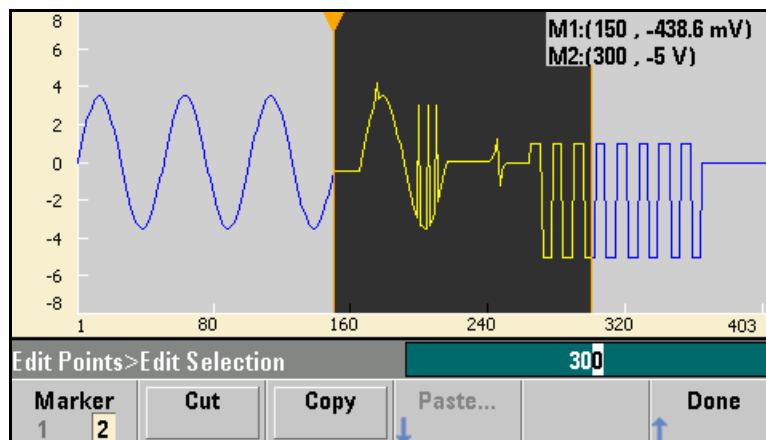 M1:(150 , -438.6 mV)
M2:(300 , -5 V)
8
6
4
2
0
-2
-4
-6
-8
1 80 160 240 320 403
Edit Points>Edit Selection 300
Marker Cut Copy Paste... Done
1 2